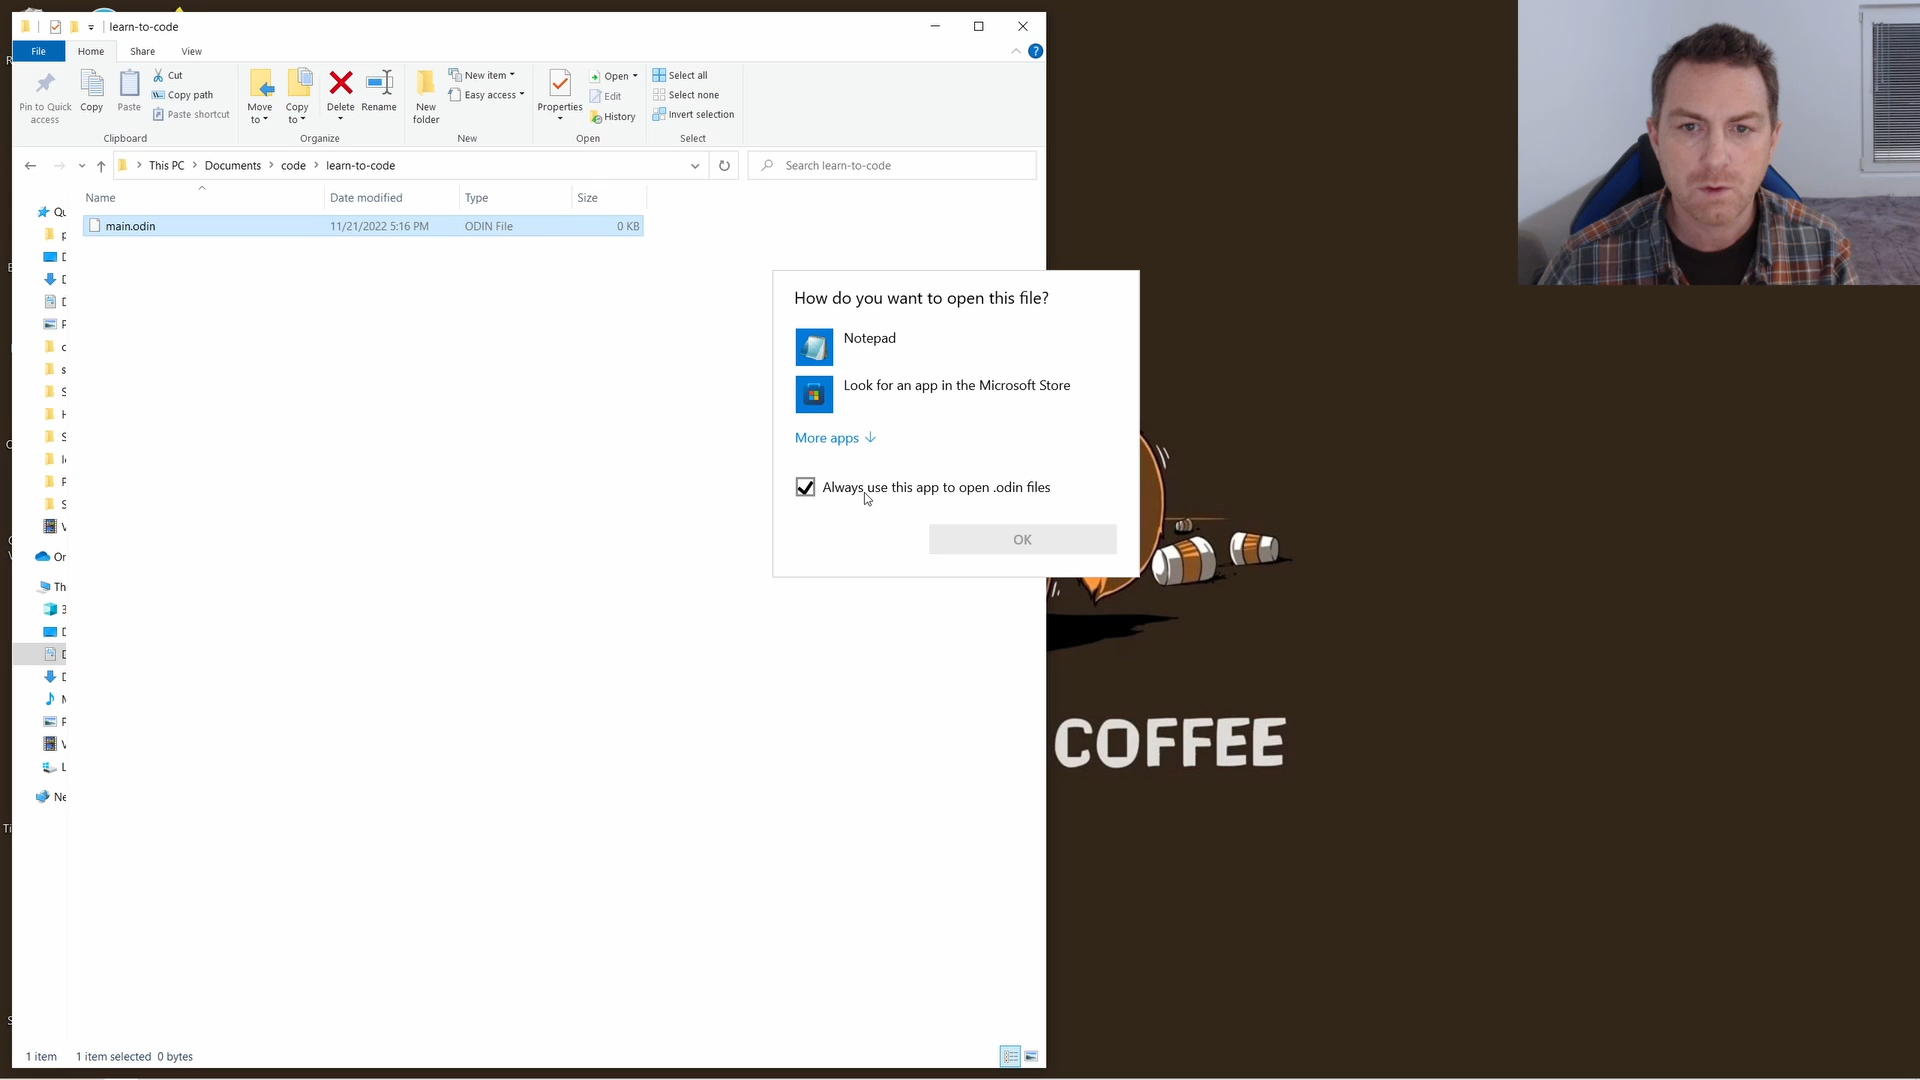 learn-to-code
File Home Share View
Pin to Quick access
Copy
Paste
Cut
Copy path
Paste shortcut
Clipboard
Move to
Copy to
Delete
Rename
Organize
New folder
New item
Easy access
New
Properties
Open
Edit
History
Open
Select all
Select none
Invert selection
Select
This PC > Documents > code > learn-to-code
Search learn-to-code
Name Date modified Type Size
main.odin 11/21/2022 5:16 PM ODIN File 0 KB
How do you want to open this file?
Notepad
Look for an app in the Microsoft Store
More apps
Always use this app to open .odin files
OK
COFFEE
1 item 1 item selected 0 bytes